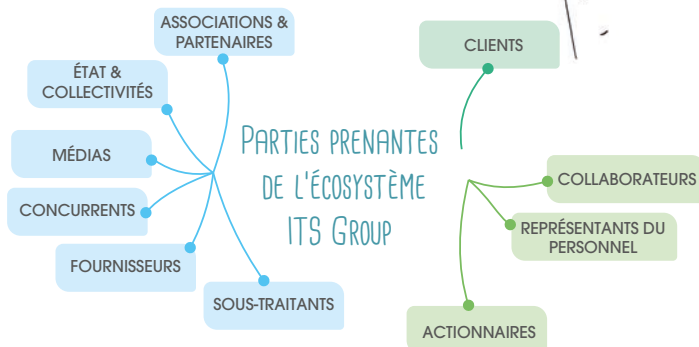 ASSOCIATIONS &
PARTENAIRES
ÉTAT &
COLLECTIVITÉS
MÉDIAS
CONCURRENTS
FOURNISSEURS
SOUS-TRAITANTS
PARTIES PRENANTES
DE L'ÉCOSYSTÈME
ITS GROUP
CLIENTS
COLLABORATEURS
REPRÉSENTANTS DU
PERSONNEL
ACTIONNAIRES